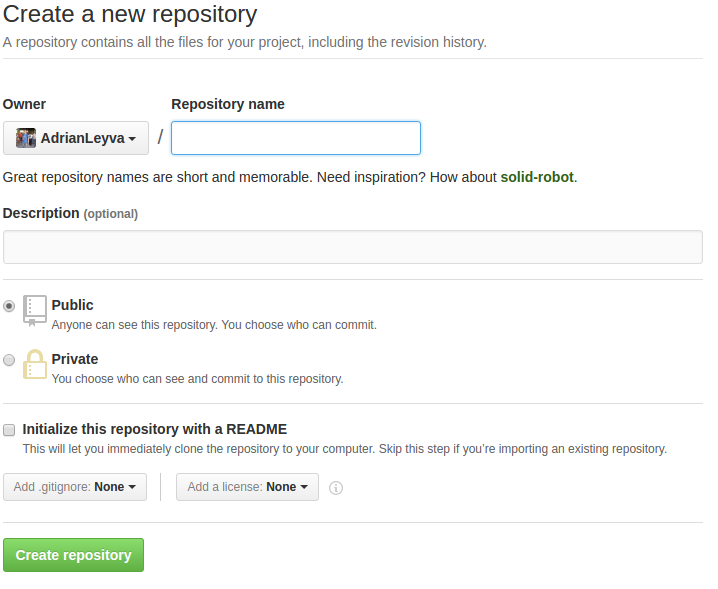 Create a new repository
A repository contains all the files for your project, including the revision history.
Owner
Repository name
AdrianLeyva /
Great repository names are short and memorable. Need inspiration? How about solid-robot.
Description (optional)
Public
Anyone can see this repository. You choose who can commit.
Private
You choose who can see and commit to this repository.
Initialize this repository with a README
This will let you immediately clone the repository to your computer. Skip this step if you’re importing an existing repository.
Add .gitignore: None
Add a license: None
Create repository